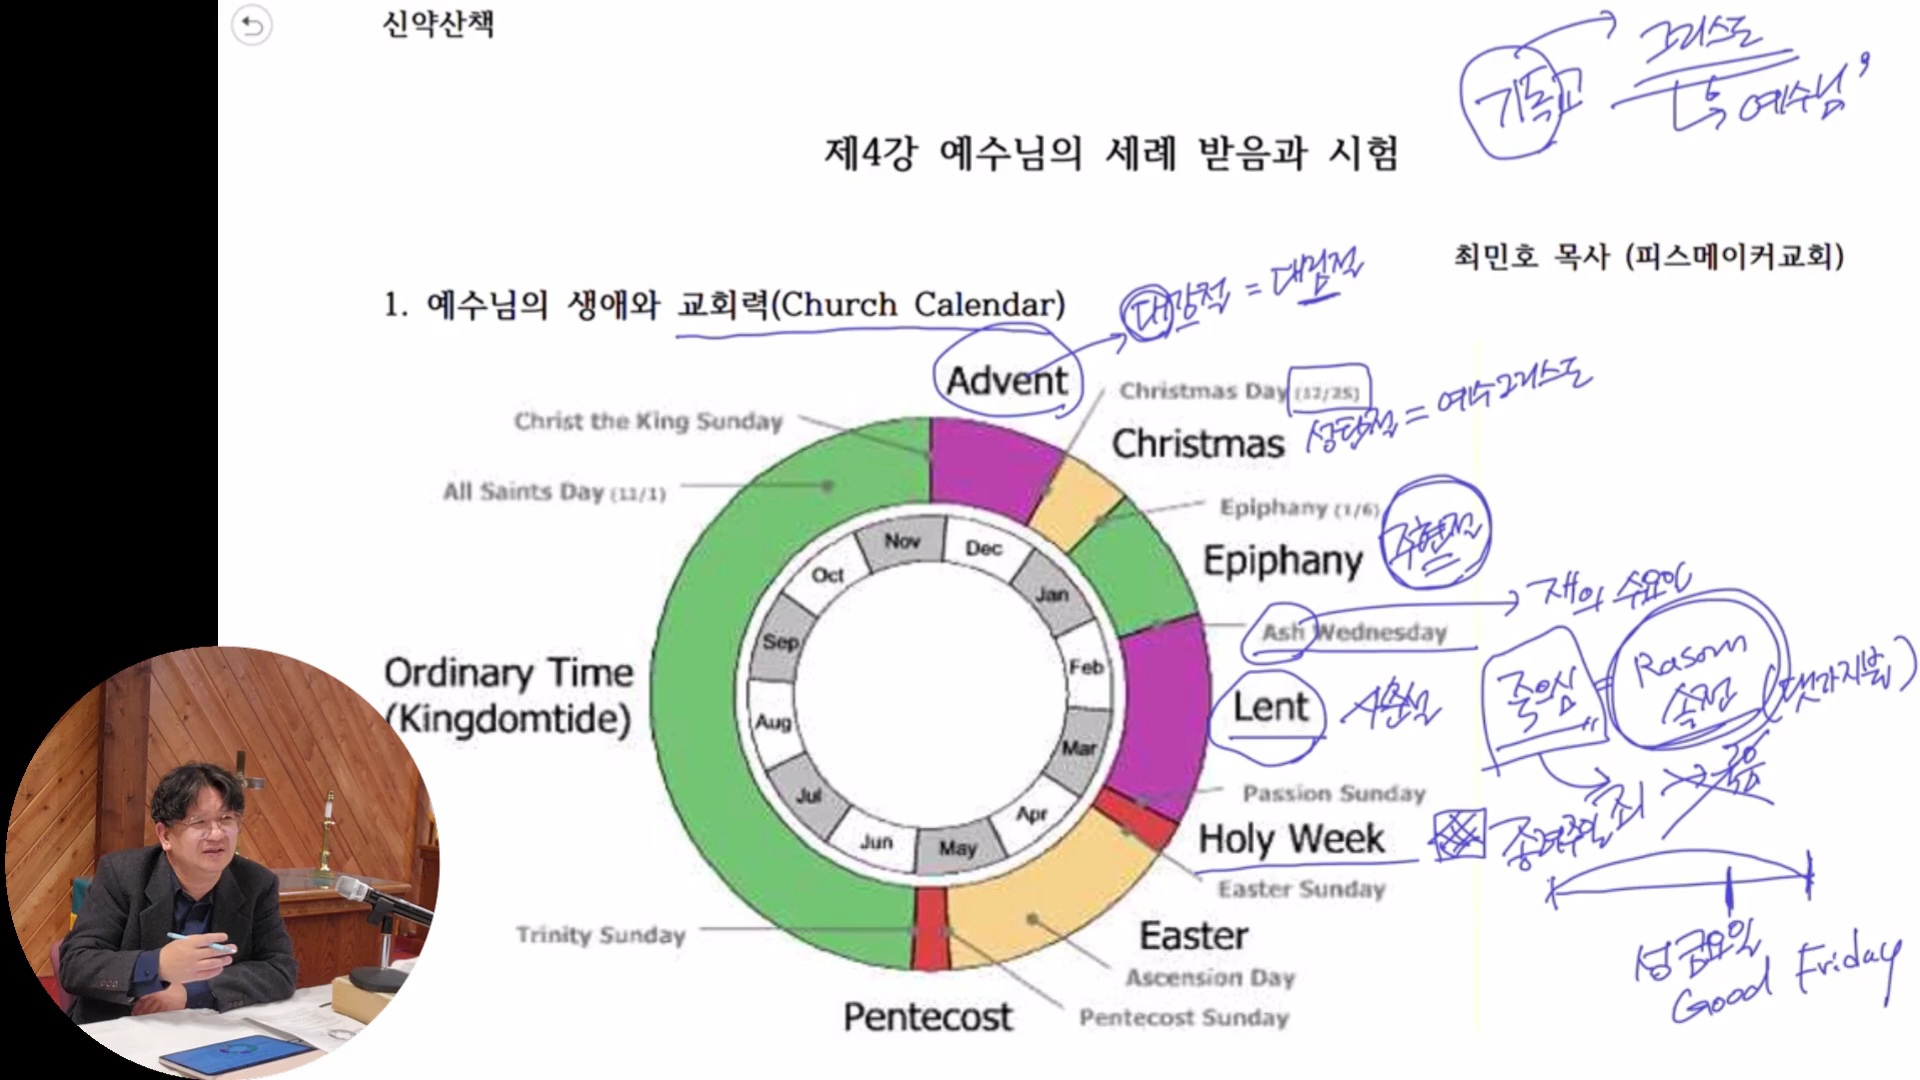 신약산책
기독교
그리스도
예수님
제4강 예수님의 세례 받음과 시험
최민호 목사 (피스메이커교회)
1. 예수님의 생애와 교회력(Church Calendar)
대강절 = 대림절
Advent
Christ the King Sunday
Christmas Day (12/25)
성탄절 = 예수그리스도
Christmas
All Saints Day (11/1)
Epiphany (1/6)
주현절
Epiphany
재의 수요일
Ash Wednesday
Ordinary Time
(Kingdomtide)
Lent
사순절
죽의심 = Rasom
속전
Passion Sunday
Holy Week
종려주일
죄
Easter Sunday
Trinity Sunday
Easter
Ascension Day
성금요일
Good Friday
Pentecost
Pentecost Sunday
Nov
Dec
Jan
Feb
Mar
Apr
May
Jun
Jul
Aug
Sep
Oct